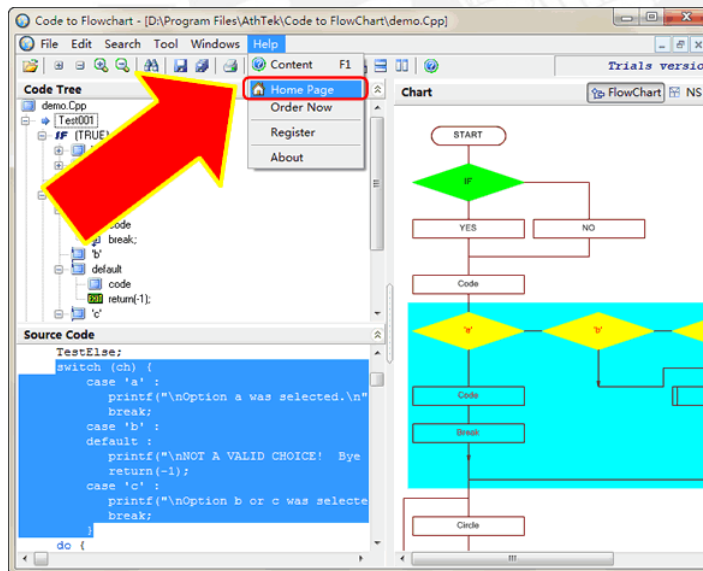 Code to Flowchart - [D:\Program Files\AthTek\Code to FlowChart\demo.Cpp]
File Edit Search Tool Windows Help
Content F1
Home Page
Order Now
Register
About
Trials versio
Code Tree
demo.Cpp
Test001
IF (TRUE)
code
break;
'b'
default
code
return(-1);
'c'
Source Code
TestElse;
switch (ch) {
case 'a' :
printf("\nOption a was selected.\n"
break;
case 'b' :
default :
printf("\nNOT A VALID CHOICE! Bye
return(-1);
case 'c' :
printf("\nOption b or c was selecte
break;
}
do {
Chart
FlowChart NS
START
IF
YES NO
Code
'a' 'b'
Code
Break
Circle